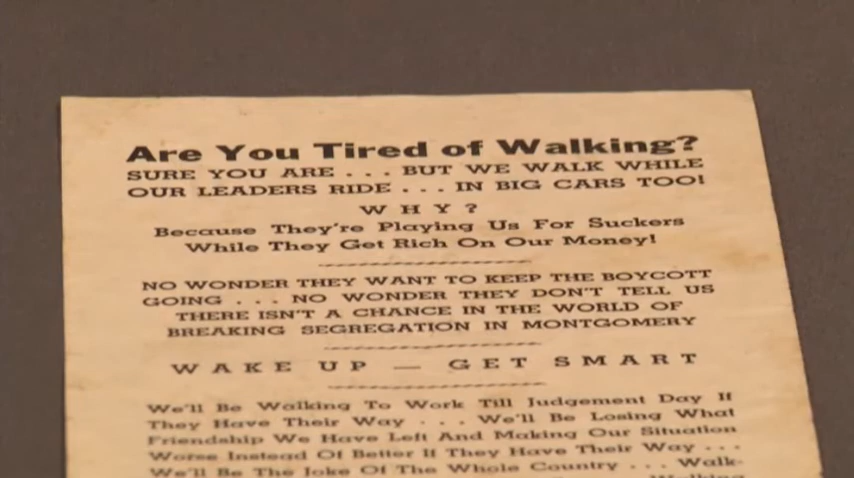 Are You Tired of Walking?
SURE YOU ARE . . . BUT WE WALK WHILE
OUR LEADERS RIDE . . . IN BIG CARS TOO!
W H Y ?
Because They're Playing Us For Suckers
While They Get Rich On Our Money!
NO WONDER THEY WANT TO KEEP THE BOYCOTT
GOING . . . NO WONDER THEY DON'T TELL US
THERE ISN'T A CHANCE IN THE WORLD OF
BREAKING SEGREGATION IN MONTGOMERY
W A K E U P — G E T S M A R T
We'll Be Walking To Work Till Judgement Day If
They Have Their Way . . . We'll Be Losing What
Friendship We Have Left And Making Our Situation
Worse Instead Of Better If They Have Their Way . . .
We'll Be The Joke Of The Whole Country . . . Walk-
Walking